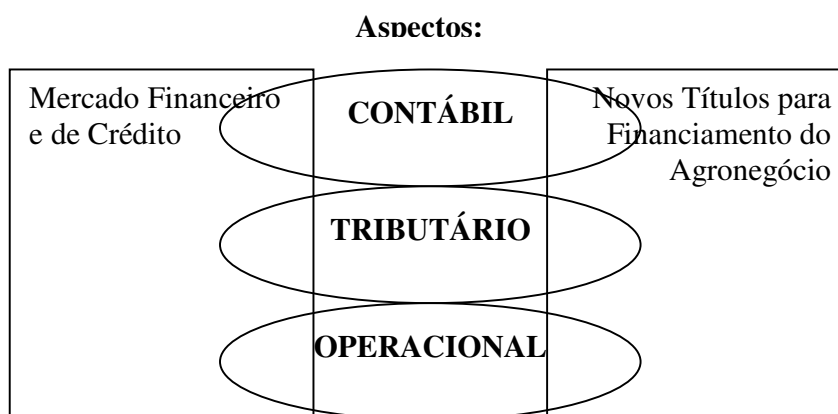 Aspectos:
Mercado Financeiro
e de Crédito
CONTÁBIL
TRIBUTÁRIO
OPERACIONAL
Novos Títulos para
Financiamento do
Agronegócio